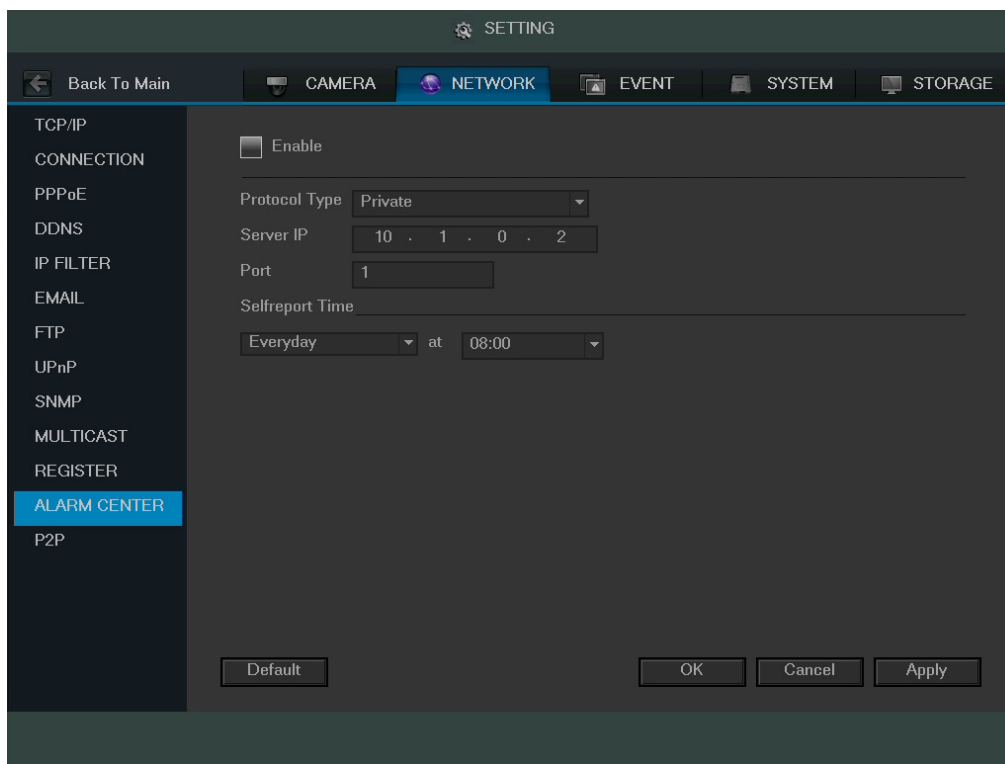 SETTING
Back To Main CAMERA NETWORK EVENT SYSTEM STORAGE
TCP/IP
CONNECTION
PPPoE
DDNS
IP FILTER
EMAIL
FTP
UPnP
SNMP
MULTICAST
REGISTER
ALARM CENTER
P2P
Enable
Protocol Type Private
Server IP 10 . 1 . 0 . 2
Port 1
Selfreport Time
Everyday at 08:00
Default OK Cancel Apply